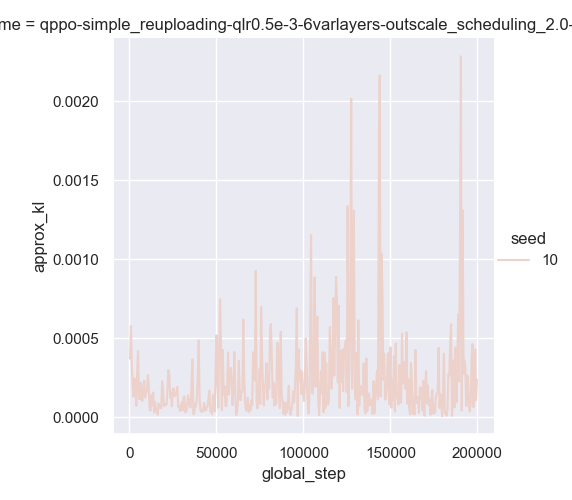 me = qppo-simple_reuploading-qlr0.5e-3-6varlayers-outscale_scheduling_2.0-
0.0020
0.0015
0.0010
0.0005
0.0000
approx_kl
0
50000
100000
150000
200000
global_step
seed
10